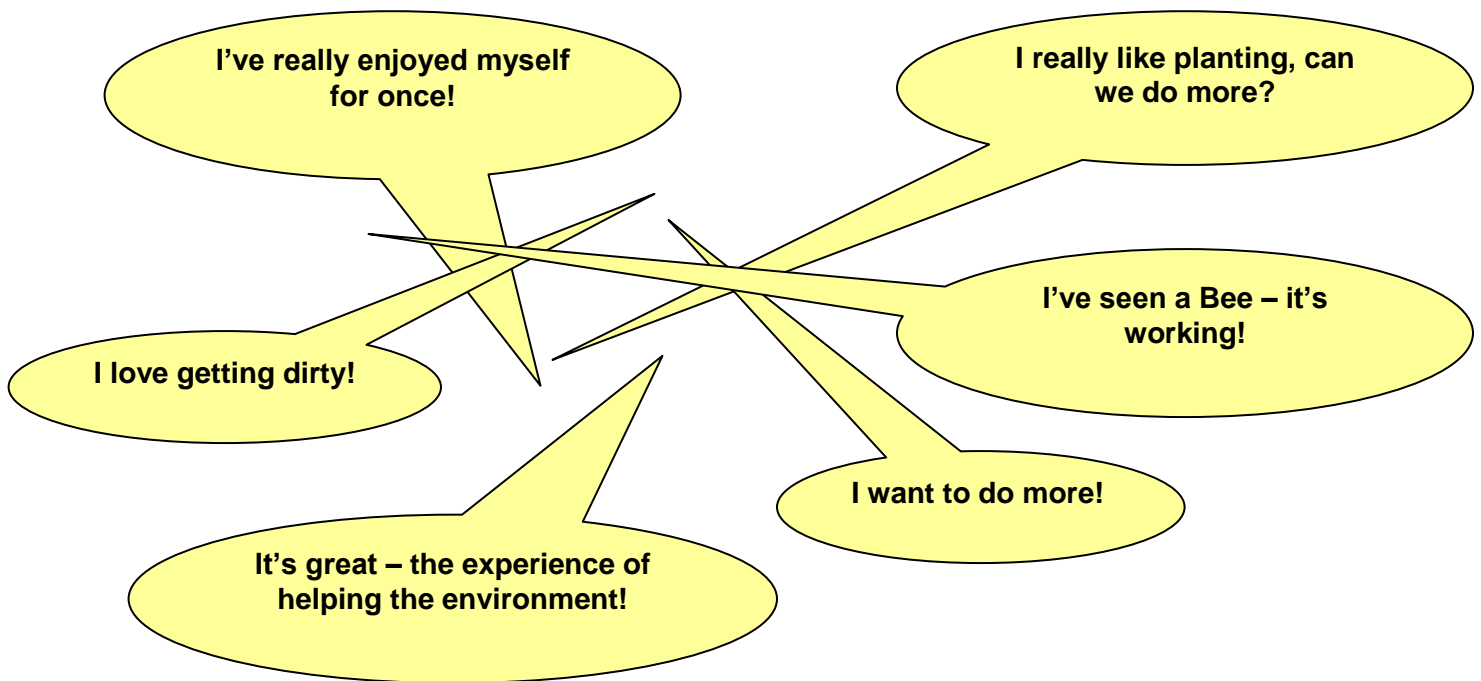 I’ve really enjoyed myself
for once!
I really like planting, can
we do more?
I’ve seen a Bee – it’s
working!
I love getting dirty!
I want to do more!
It’s great – the experience of
helping the environment!